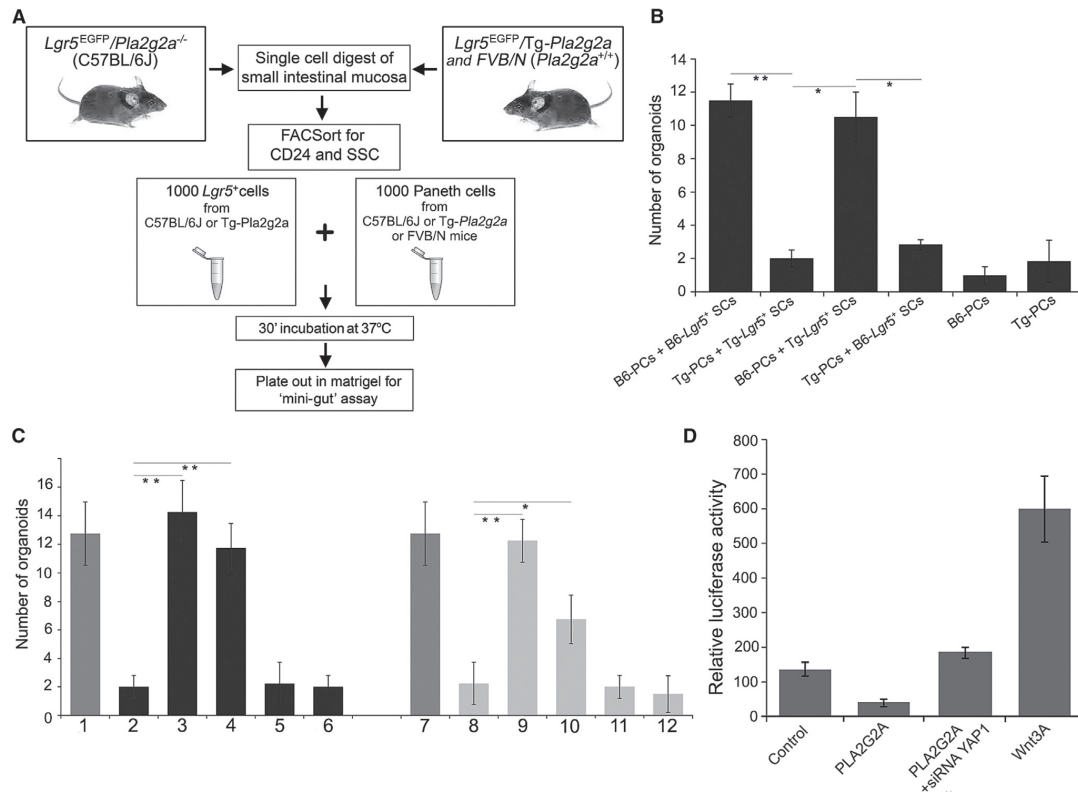 A
Lgr5EGFP/Pla2g2a-/-
(C57BL/6J)
Single cell digest of
small intestinal mucosa
Lgr5EGFP/Tg-Pla2g2a
and FVB/N (Pla2g2a+/+)
FACSort for
CD24 and SSC
1000 Lgr5+cells
from
C57BL/6J or Tg-Pla2g2a
+
1000 Paneth cells
from
C57BL/6J or Tg-Pla2g2a
or FVB/N mice
30' incubation at 37ºC
Plate out in matrigel for
'mini-gut' assay
B
Number of organoids
14
12
10
8
6
4
2
0
**
*
*
B6-PCs + B6-Lgr5+ SCs
Tg-PCs + Tg-Lgr5+ SCs
B6-PCs + Tg-Lgr5+ SCs
Tg-PCs + B6-Lgr5+ SCs
B6-PCs
Tg-PCs
C
Number of organoids
16
14
12
10
8
6
4
2
0
**
**
**
*
1 2 3 4 5 6 7 8 9 10 11 12
D
Relative luciferase activity
800
700
600
500
400
300
200
100
0
Control
PLA2G2A
PLA2G2A
+siRNA YAP1
Wnt3A